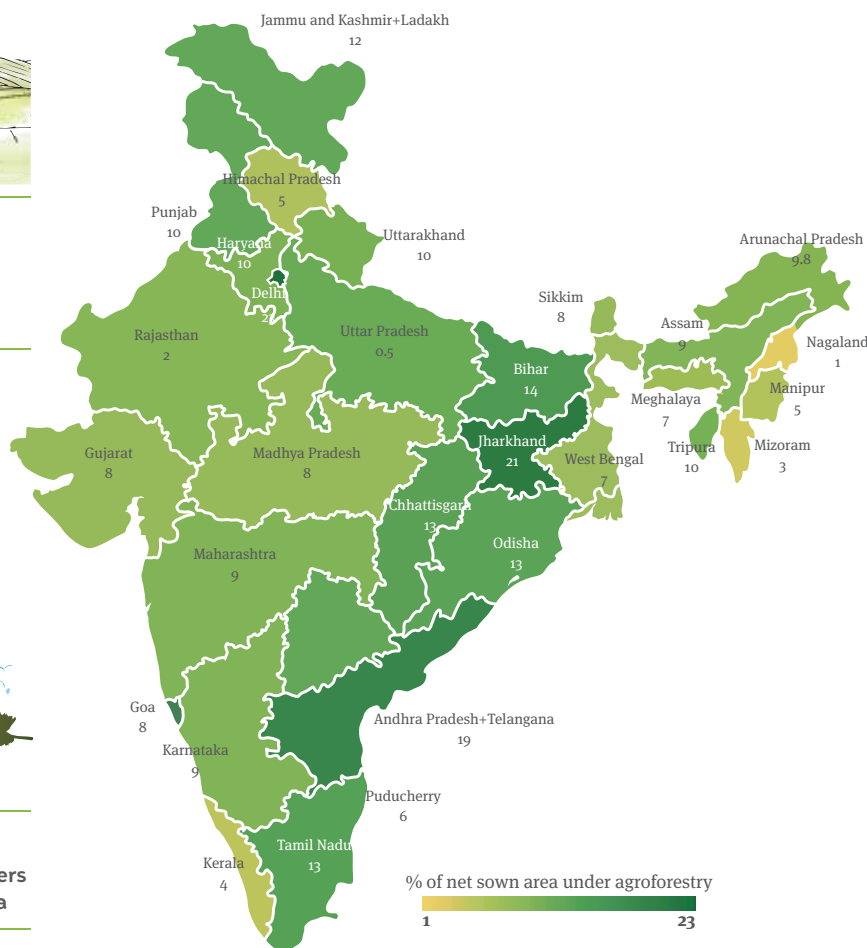 Jammu and Kashmir+Ladakh
12
Himachal Pradesh
5
Punjab
10
Haryana
10
Uttarakhand
10
Delhi
Arunachal Pradesh
9.8
Sikkim
8
Assam
9
Rajasthan
2
Uttar Pradesh
0.5
Nagaland
1
Bihar
14
Manipur
5
Meghalaya
7
Jharkhand
21
Tripura
10
Mizoram
3
Gujarat
8
Madhya Pradesh
8
West Bengal
7
Chhattisgarh
13
Odisha
13
Maharashtra
9
Goa
8
Andhra Pradesh+Telangana
19
Karnataka
9
Puducherry
6
Tamil Nadu
13
Kerala
4
ers
a
% of net sown area under agroforestry
1 23